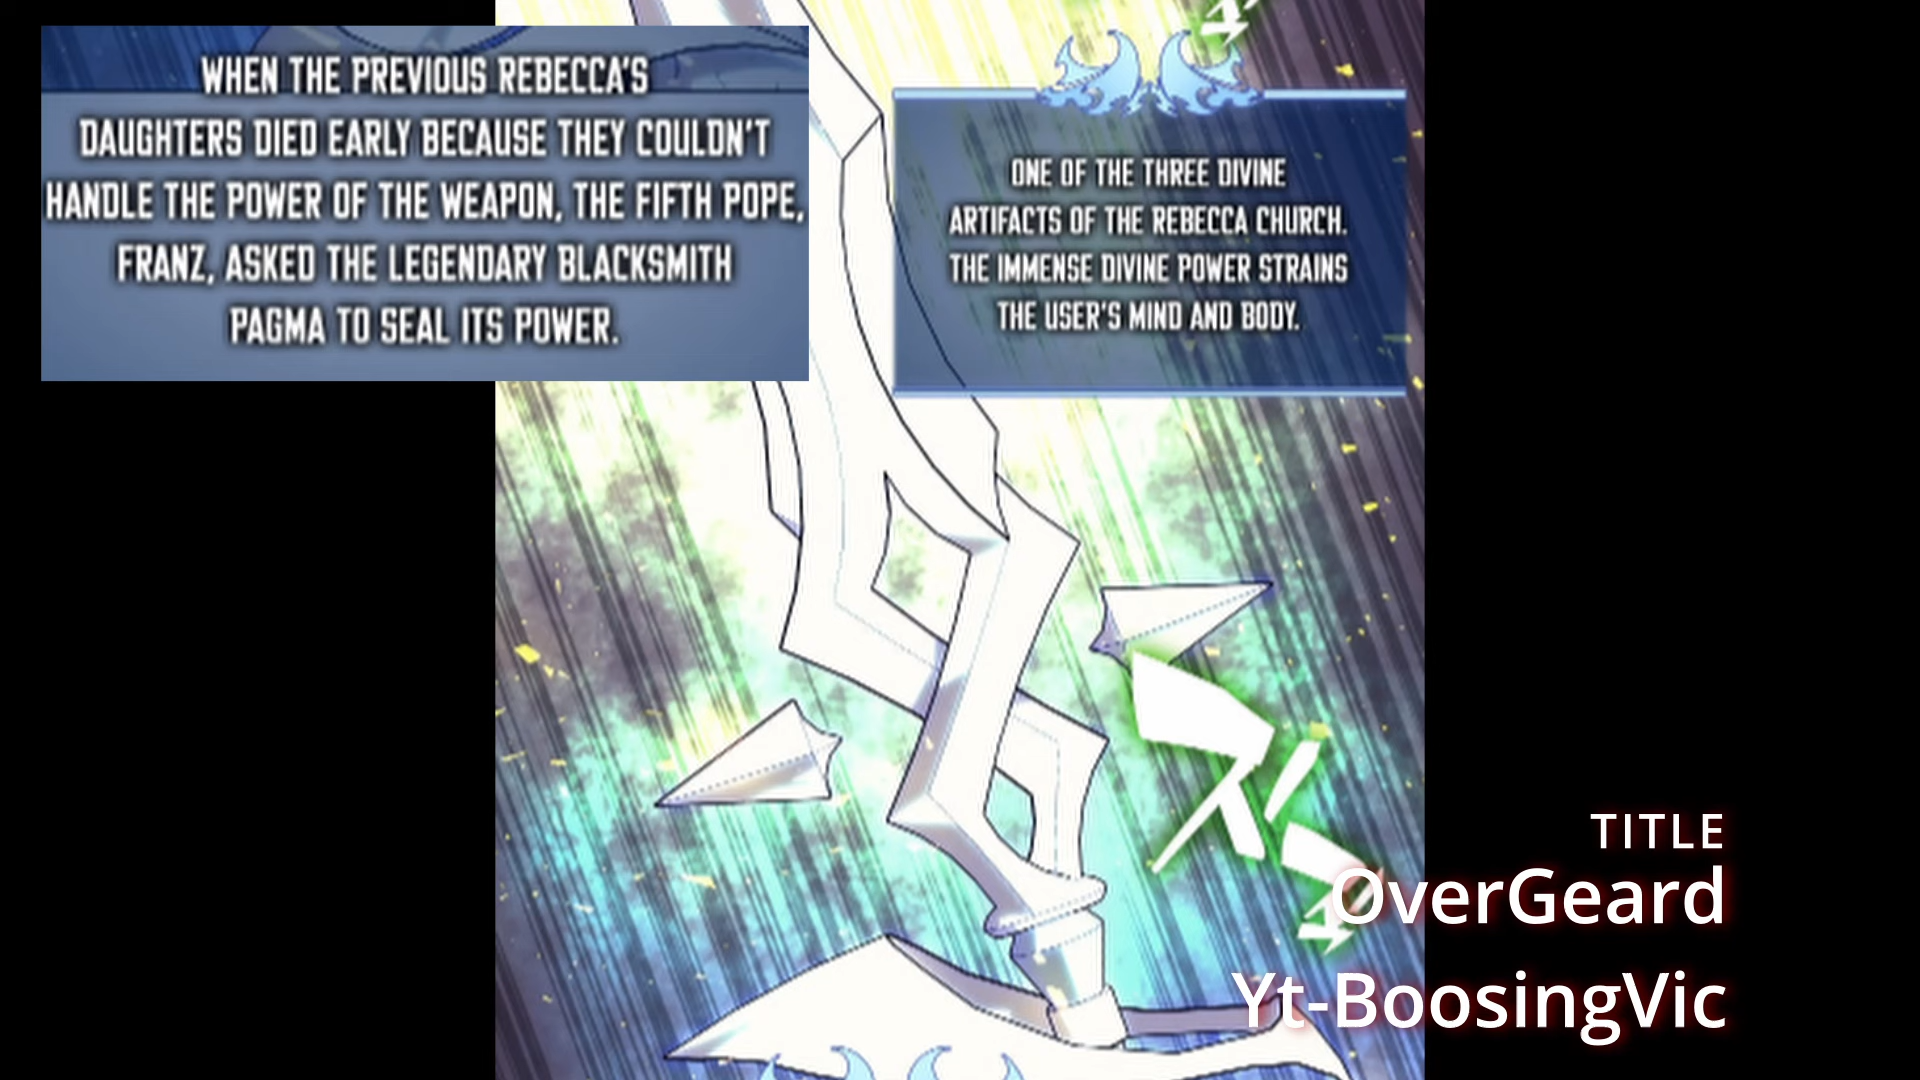 WHEN THE PREVIOUS REBECCA'S
DAUGHTERS DIED EARLY BECAUSE THEY COULDN'T
HANDLE THE POWER OF THE WEAPON, THE FIFTH POPE,
FRANZ, ASKED THE LEGENDARY BLACKSMITH
PAGMA TO SEAL ITS POWER.
ONE OF THE THREE DIVINE
ARTIFACTS OF THE REBECCA CHURCH.
THE IMMENSE DIVINE POWER STRAINS
THE USER'S MIND AND BODY.
TITLE
OverGeard
Yt-BoosingVic